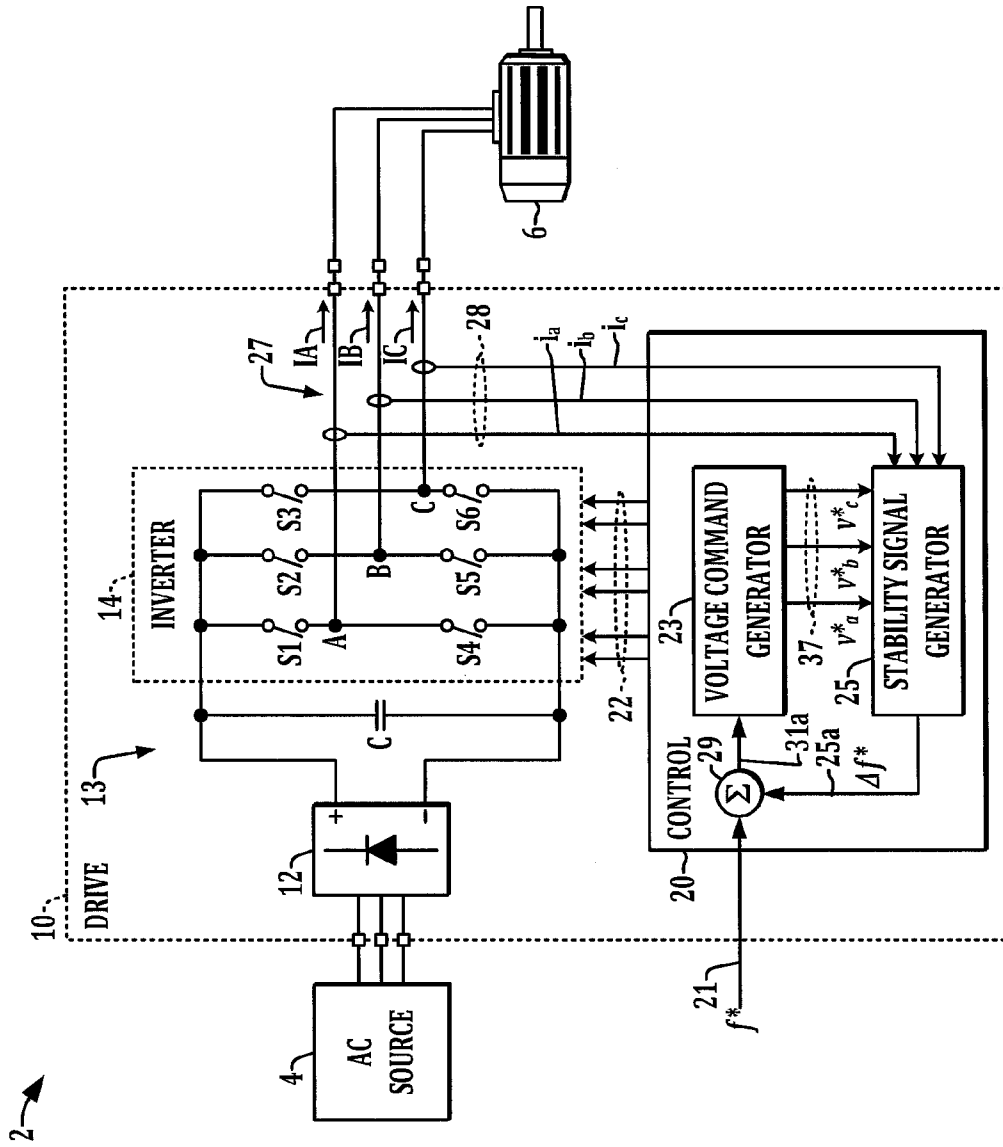 2
10
DRIVE
4
AC
SOURCE
12
+
−
13
C
14
INVERTER
S1
S2
S3
A
B
C
S4
S5
S6
27
IA
IB
IC
6
28
22
ia
ib
ic
20
CONTROL
21
f*
29
Σ
31a
23
VOLTAGE COMMAND
GENERATOR
37
v*a
v*b
v*c
25
STABILITY SIGNAL
GENERATOR
25a
Δf*